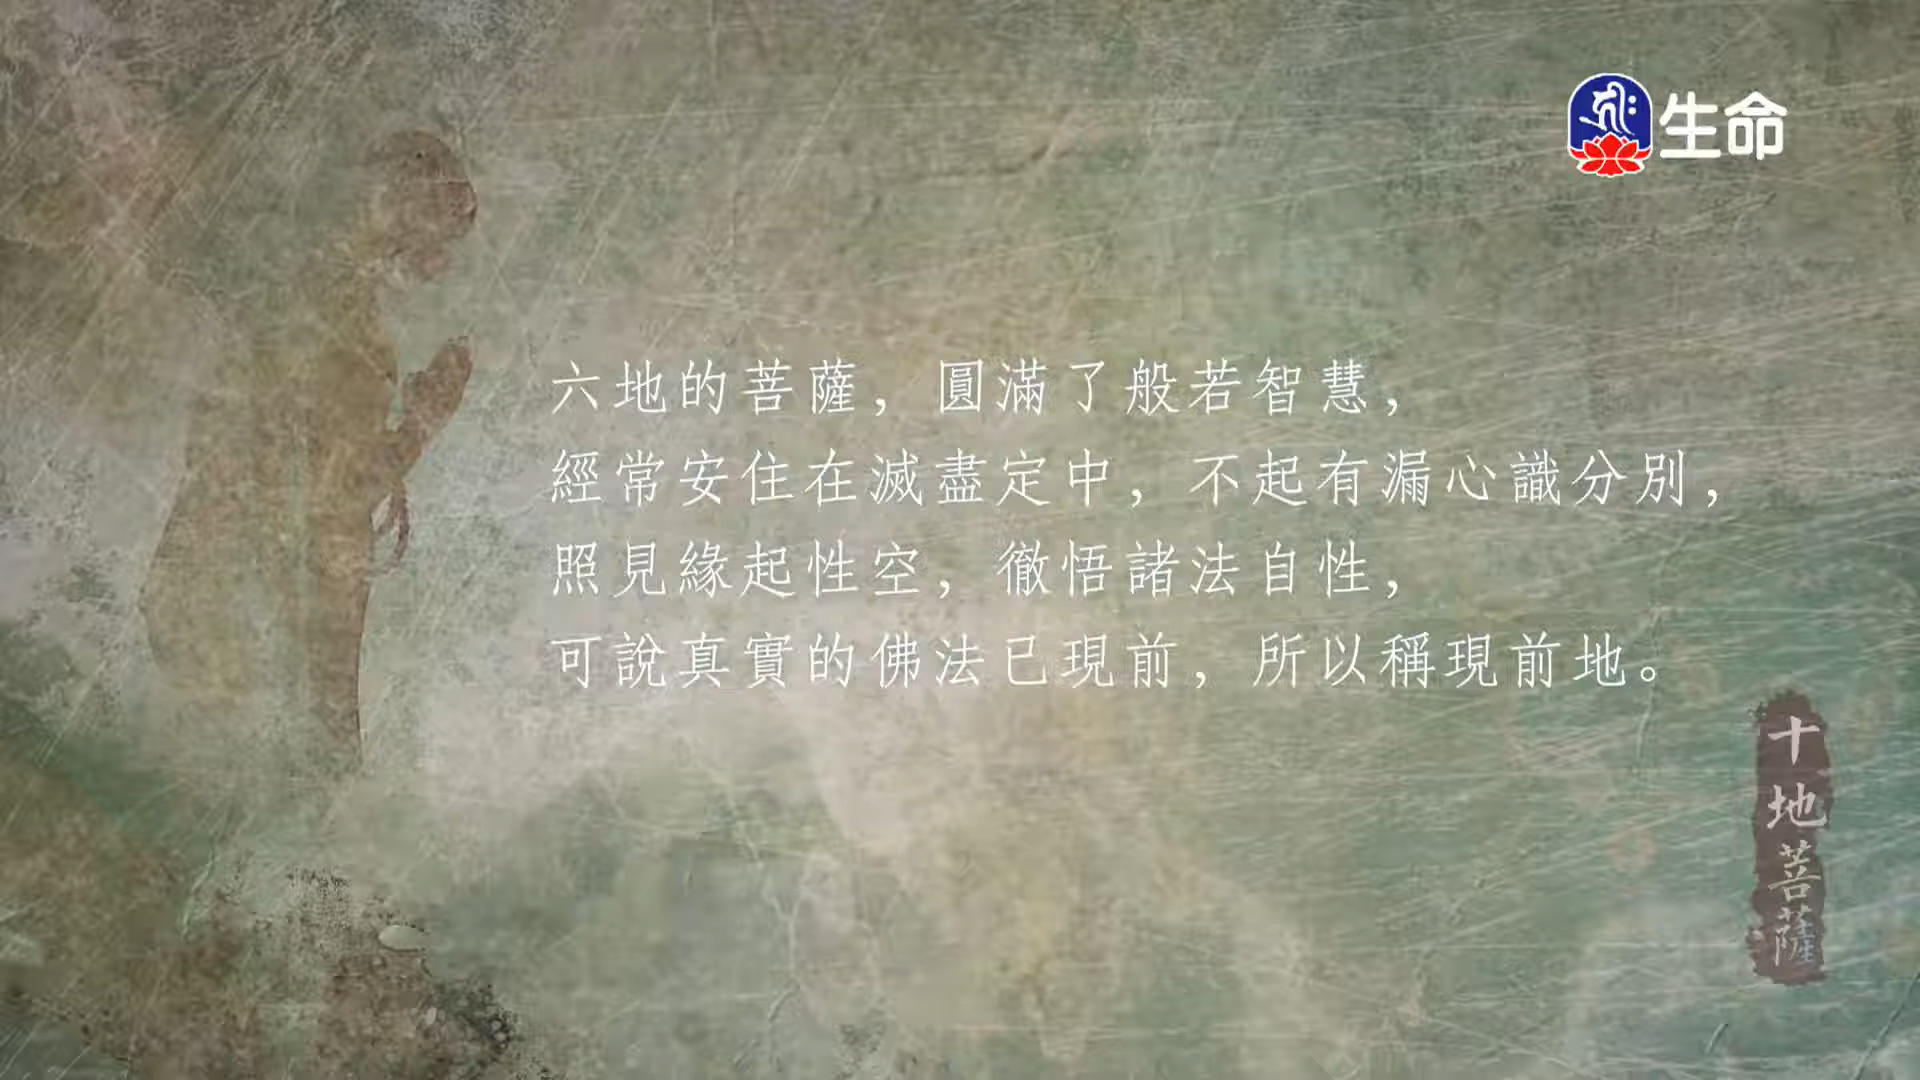 生命
六地的菩薩，圓滿了般若智慧，
經常安住在滅盡定中，不起有漏心識分別，
照見緣起性空，徹悟諸法自性，
可說真實的佛法已現前，所以稱現前地。
十地菩薩